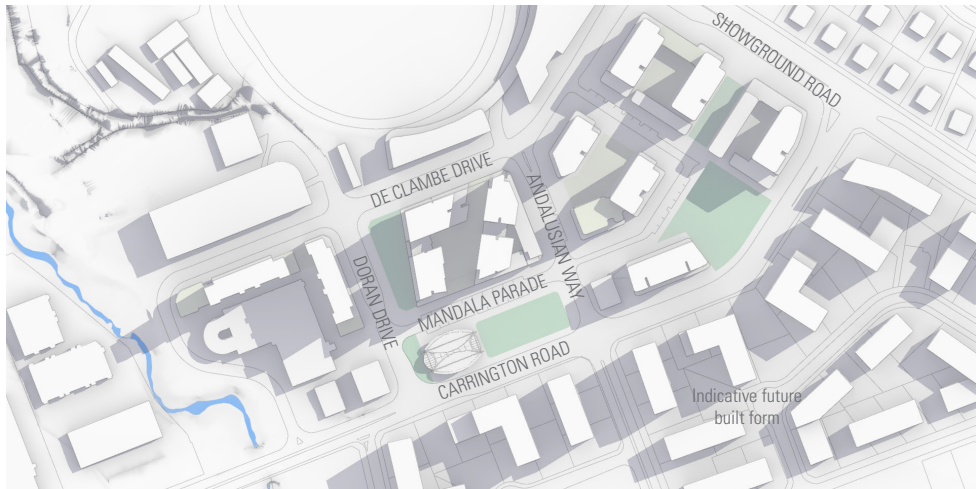 SHOWGROUND ROAD
DE CLAMBE DRIVE
ANDALUSIAN WAY
DORAN DRIVE
MANDALA PARADE
CARRINGTON ROAD
Indicative future
built form